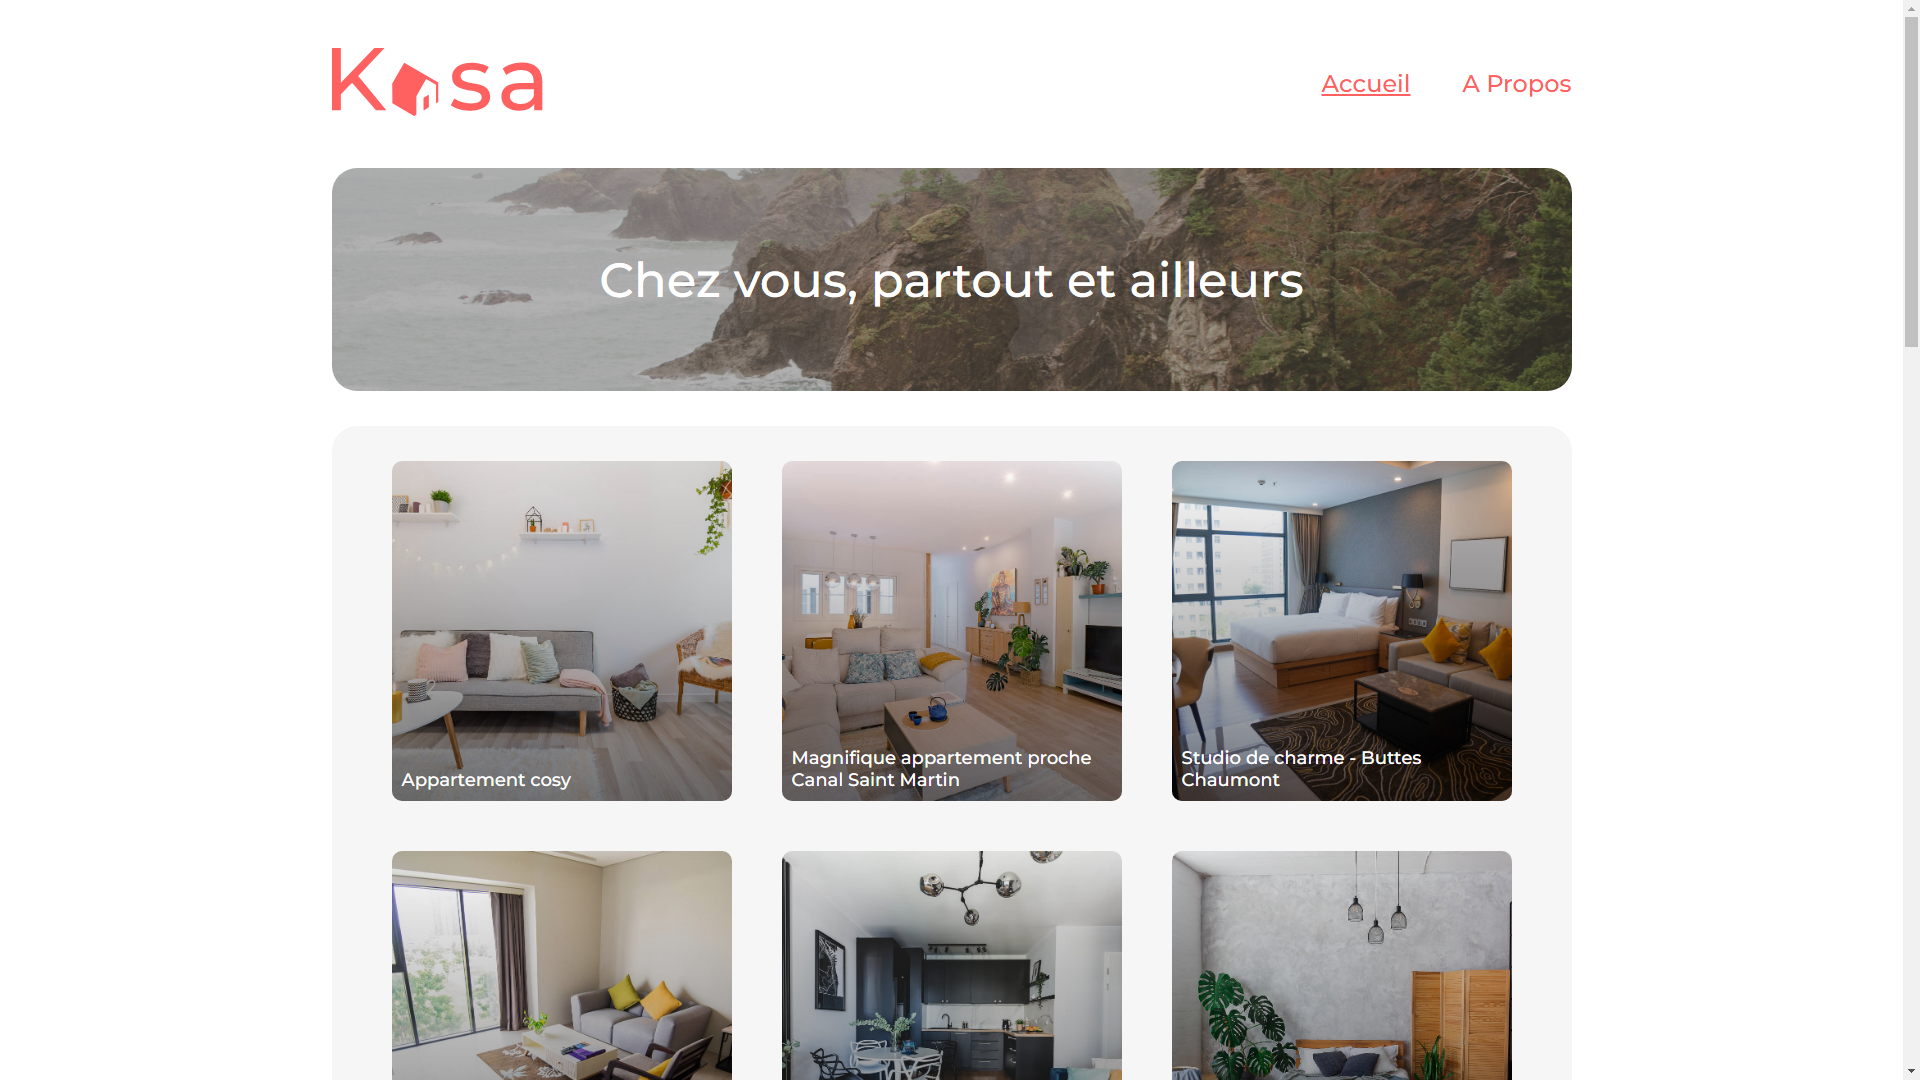 Kasa
Accueil
A Propos
Chez vous, partout et ailleurs
Appartement cosy
Magnifique appartement proche
Canal Saint Martin
Studio de charme - Buttes
Chaumont